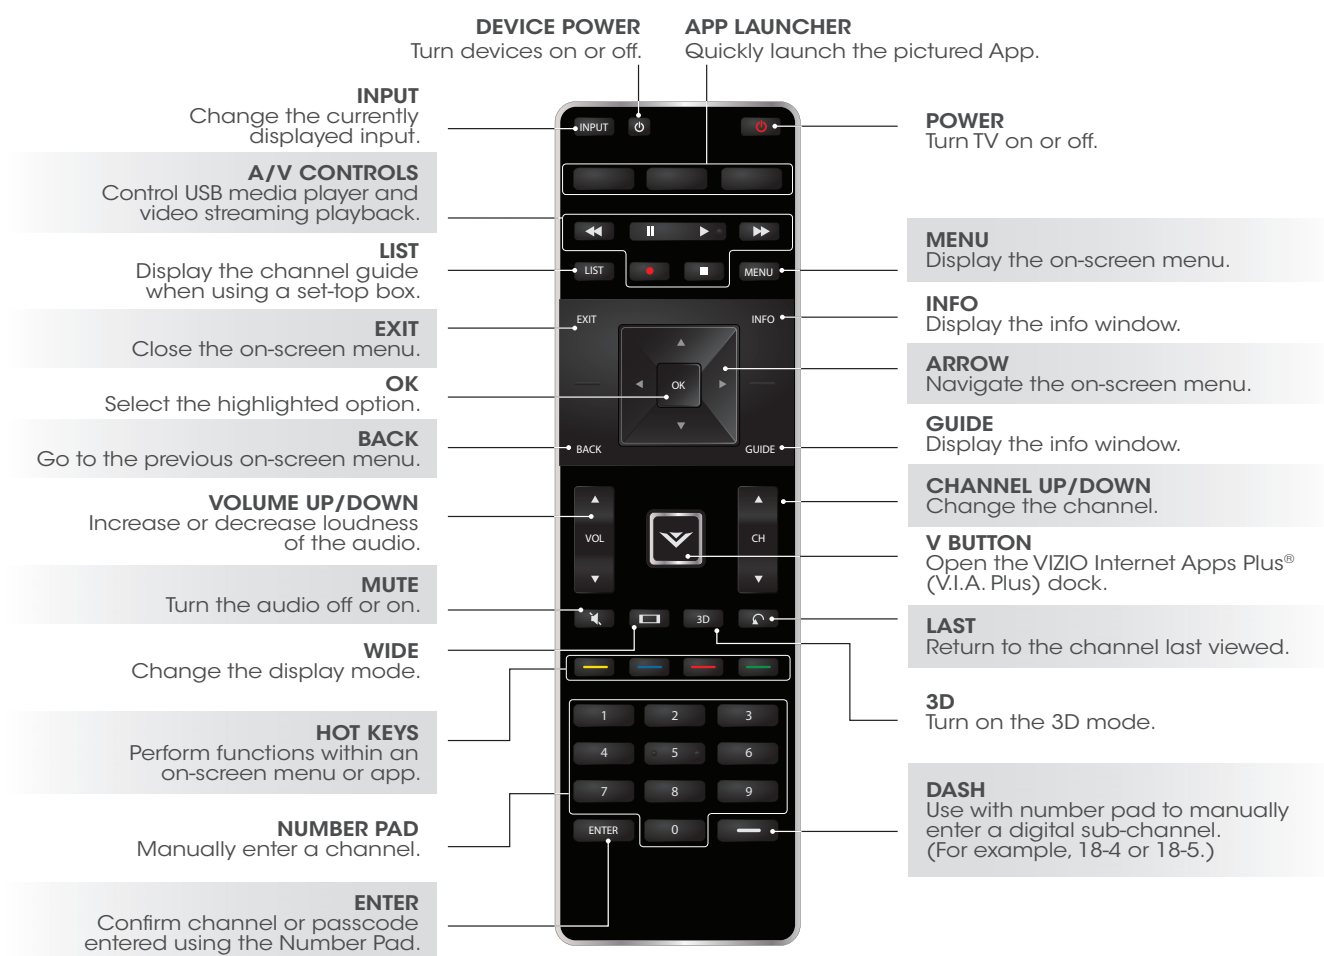 DEVICE POWER
Turn devices on or off.
APP LAUNCHER
Quickly launch the pictured App.
INPUT
Change the currently
displayed input.
A/V CONTROLS
Control USB media player and
video streaming playback.
LIST
Display the channel guide
when using a set-top box.
EXIT
Close the on-screen menu.
OK
Select the highlighted option.
BACK
Go to the previous on-screen menu.
VOLUME UP/DOWN
Increase or decrease loudness
of the audio.
MUTE
Turn the audio off or on.
WIDE
Change the display mode.
HOT KEYS
Perform functions within an
on-screen menu or app.
NUMBER PAD
Manually enter a channel.
ENTER
Confirm channel or passcode
entered using the Number Pad.
INPUT
LIST
MENU
EXIT
INFO
OK
BACK
GUIDE
VOL
CH
3D
1 2 3
4 5 6
7 8 9
ENTER 0
POWER
Turn TV on or off.
MENU
Display the on-screen menu.
INFO
Display the info window.
ARROW
Navigate the on-screen menu.
GUIDE
Display the info window.
CHANNEL UP/DOWN
Change the channel.
V BUTTON
Open the VIZIO Internet Apps Plus®
(V.I.A. Plus) dock.
LAST
Return to the channel last viewed.
3D
Turn on the 3D mode.
DASH
Use with number pad to manually
enter a digital sub-channel.
(For example, 18-4 or 18-5.)